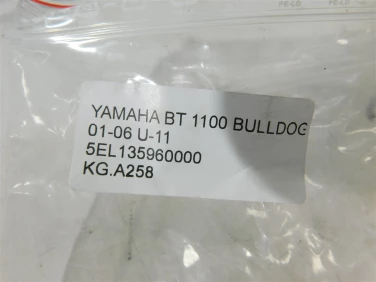 YAMAHA BT 1100 BULLDOG
01-06 U-11
5EL135960000
KG.A258